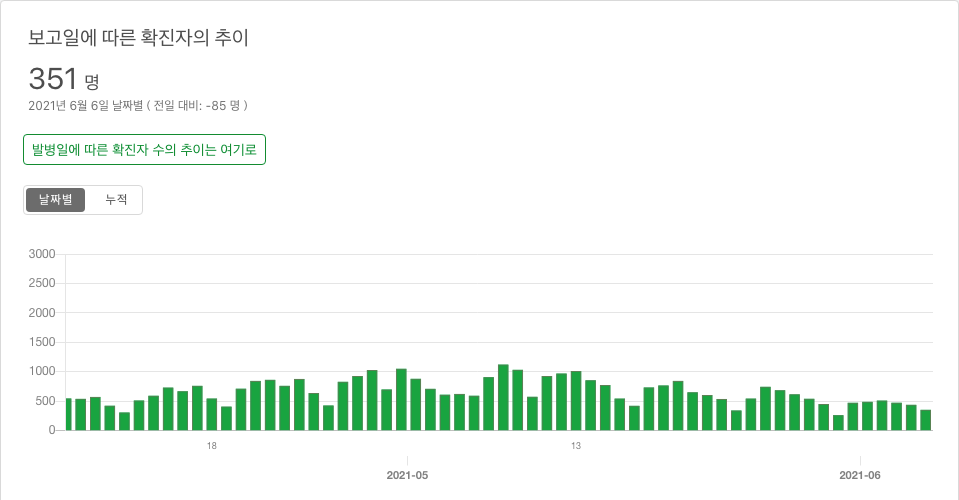 보고일에 따른 확진자의 추이
351 명
2021년 6월 6일 날짜별 ( 전일 대비: -85 명 )
발병일에 따른 확진자 수의 추이는 여기로
날짜별 누적
3000
2500
2000
1500
1000
500
0
18 13
2021-05 2021-06